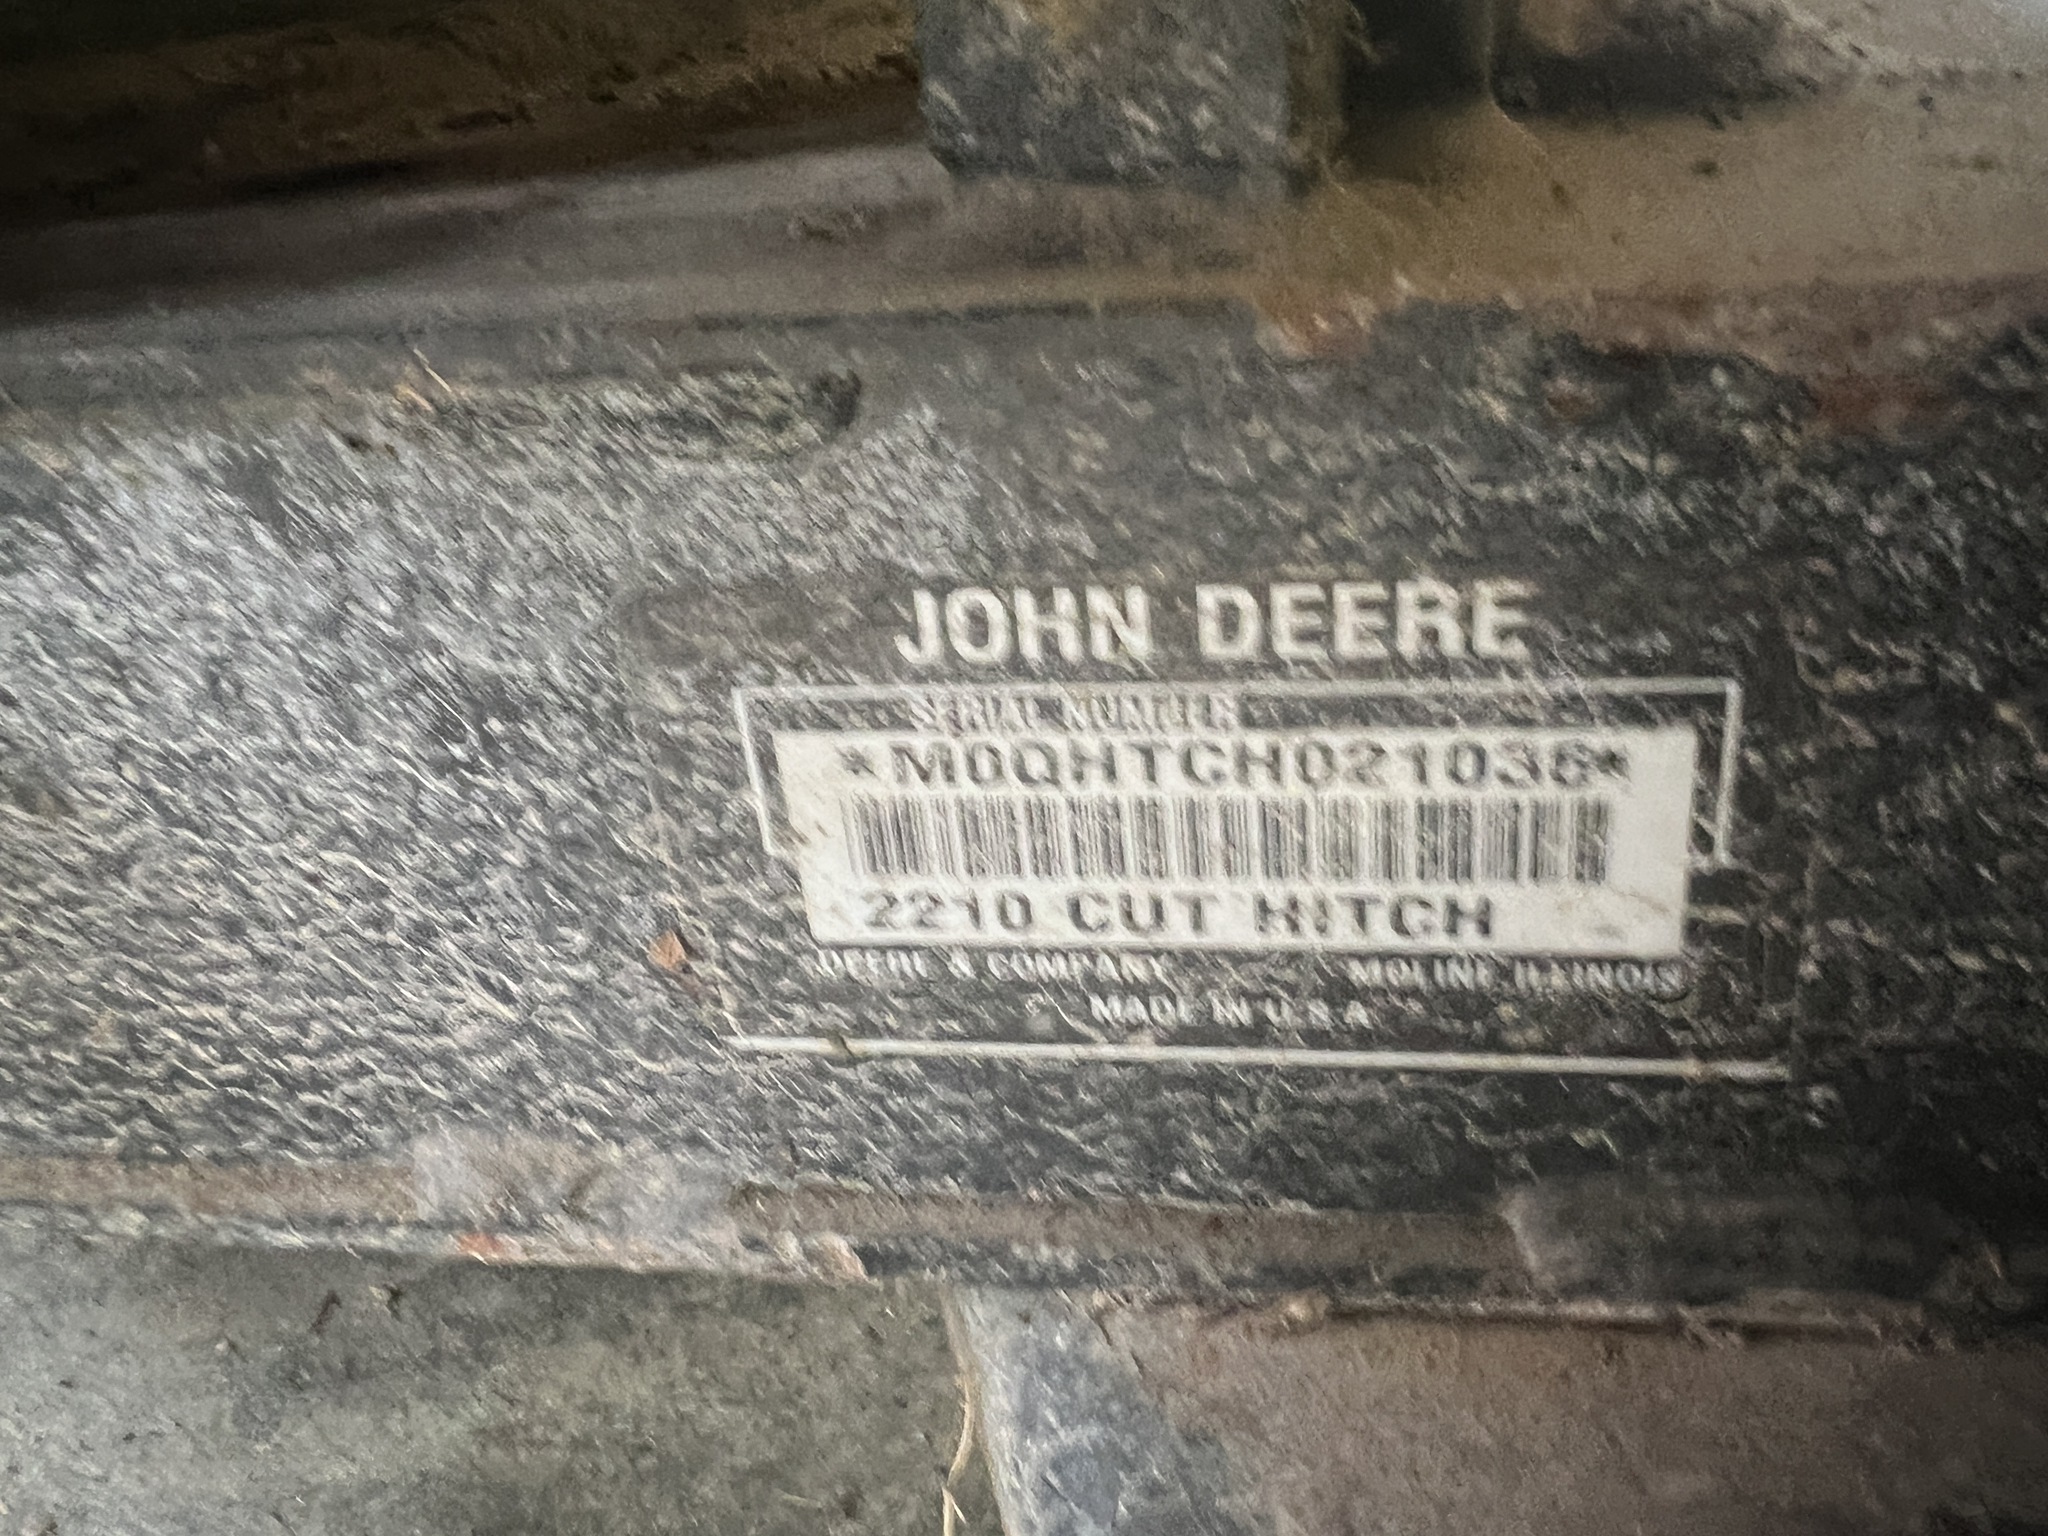 JOHN DEERE
SERIAL NUMBER
*M0QHTCH021036*
2210 CUT HITCH
DEERE & COMPANY MOLINE, ILLINOIS
MADE IN U.S.A.